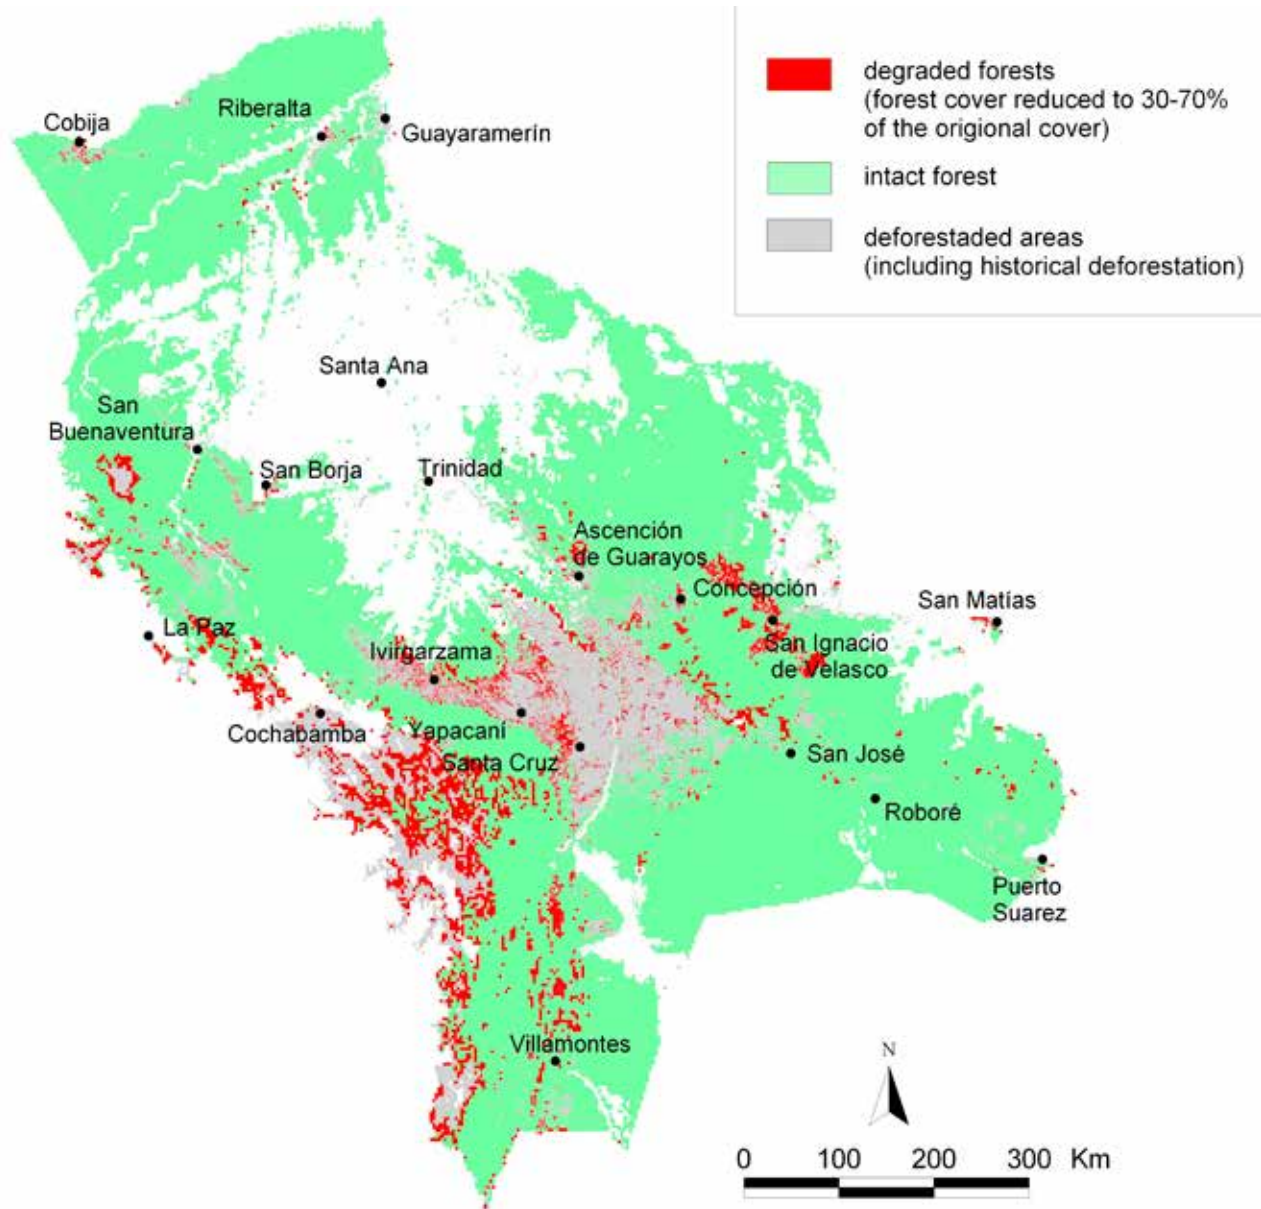 degraded forests
(forest cover reduced to 30-70%
of the origional cover)
intact forest
deforestaded areas
(including historical deforestation)
Cobija
Riberalta
Guayaramerín
Santa Ana
San
Buenaventura
San Borja
Trinidad
Ascención
de Guarayos
Concepción
San Matías
La Paz
Ivirgarzama
San Ignacio
de Velasco
Cochabamba
Yapacaní
Santa Cruz
San José
Roboré
Puerto
Suarez
Villamontes
N
0 100 200 300 Km